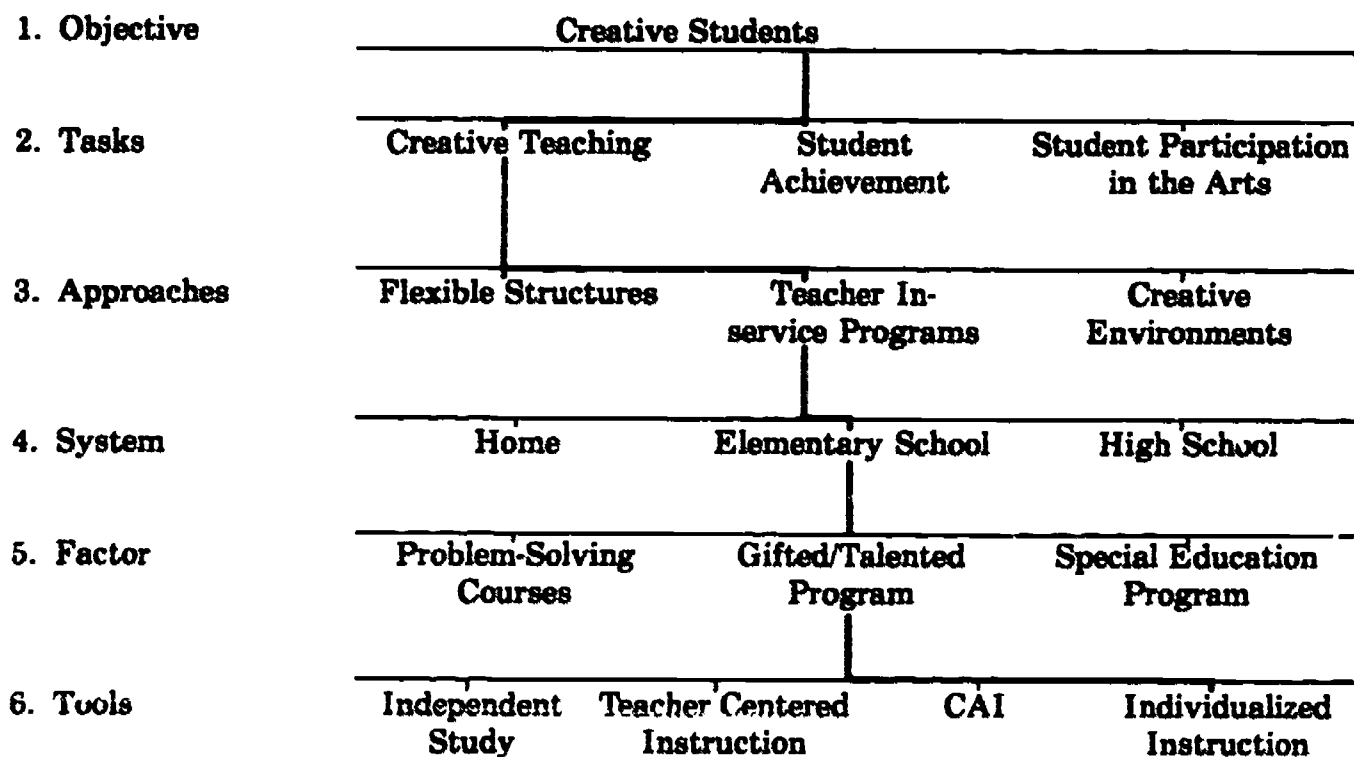 1. Objective Creative Students
2. Tasks Creative Teaching Student Student Participation
Achievement in the Arts
3. Approaches Flexible Structures Teacher In- Creative
service Programs Environments
4. System Home Elementary School High School
5. Factor Problem-Solving Gifted/Talented Special Education
Courses Program Program
6. Tools Independent Teacher Centered CAI Individualized
Study Instruction Instruction